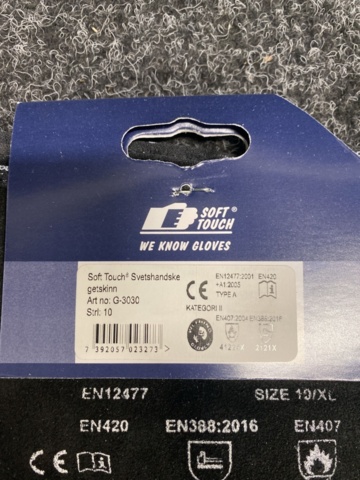 SOFT
TOUCH®
WE KNOW GLOVES
Soft Touch® Svetshandske
getskinn
Art no: G-3030
Strl: 10
EN12477:2001 EN420
+A1:2005
TYPE A
KATEGORI II
EN407:2004 EN388:2016
7 392057 023273 >
EN12477 SIZE 10/XL
EN420 EN388:2016 EN407
CE